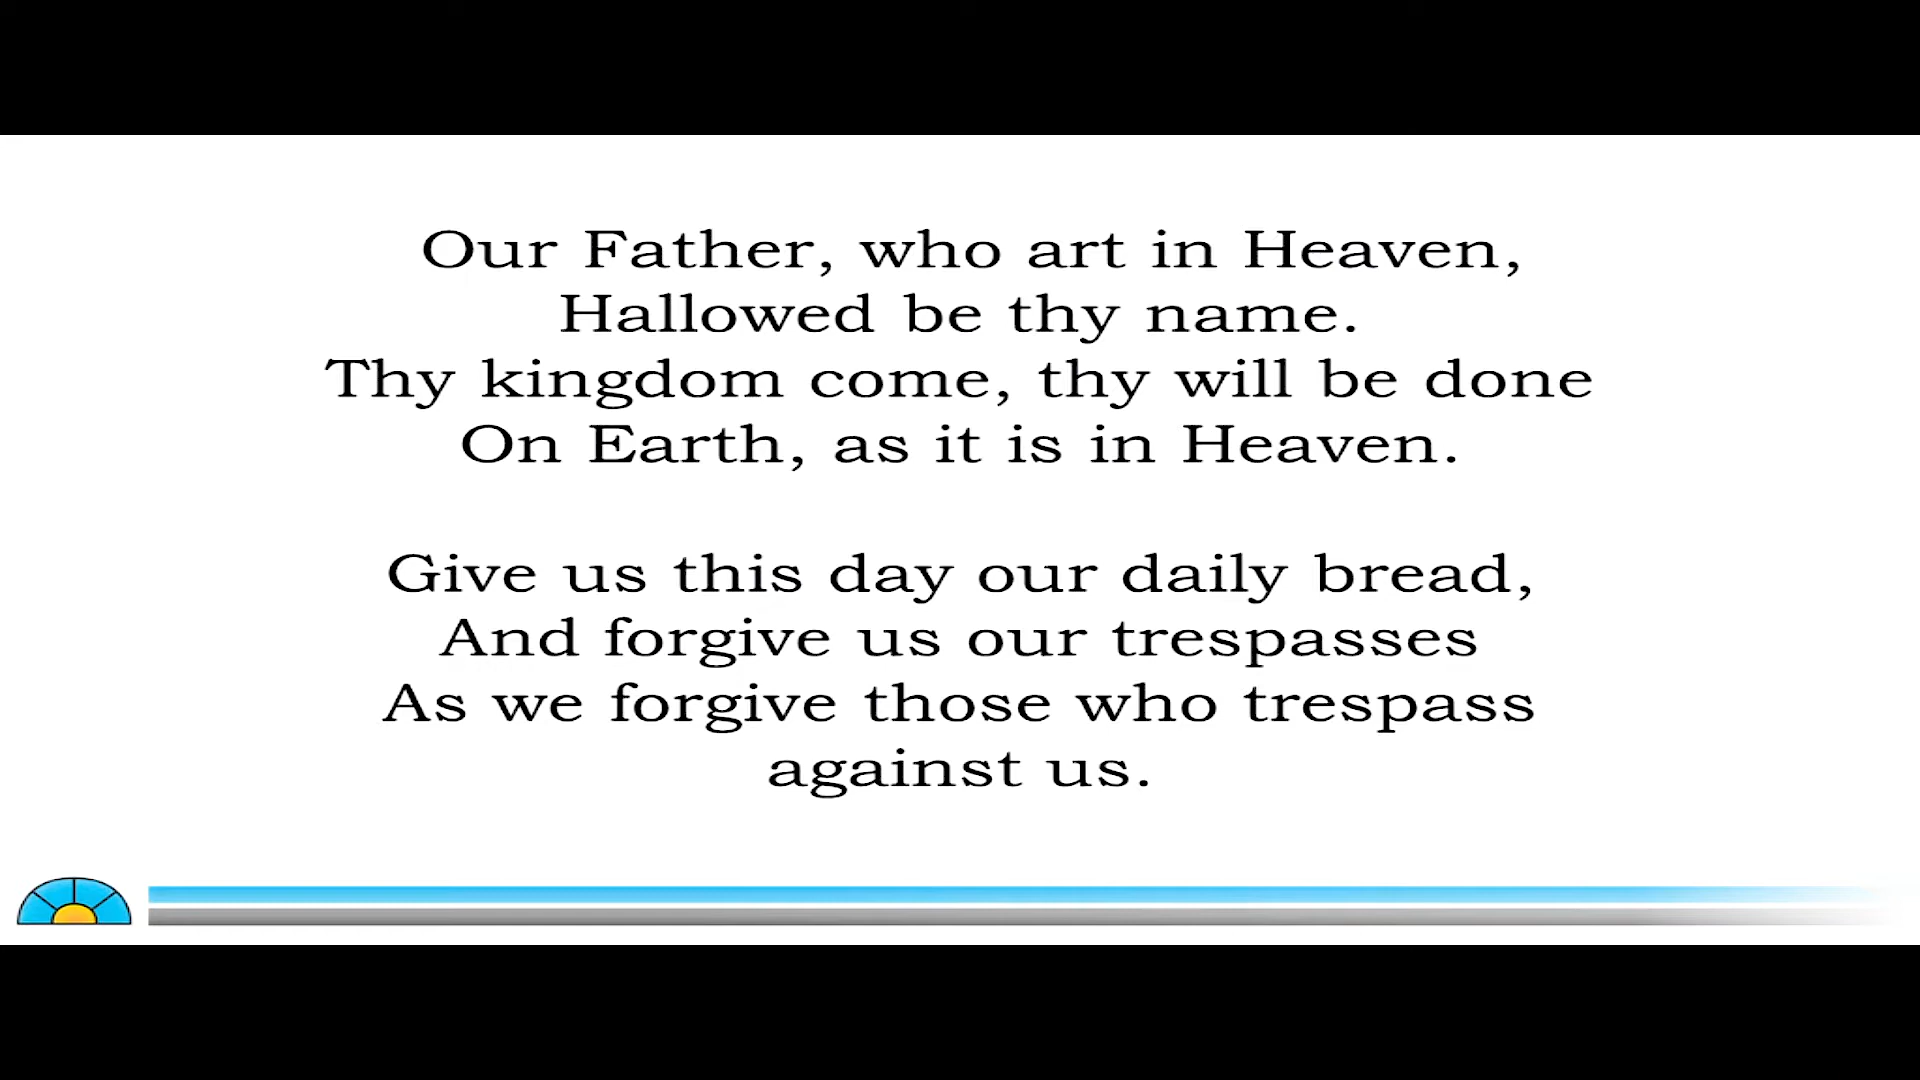 Our Father, who art in Heaven,
Hallowed be thy name.
Thy kingdom come, thy will be done
On Earth, as it is in Heaven.
Give us this day our daily bread,
And forgive us our trespasses
As we forgive those who trespass
against us.